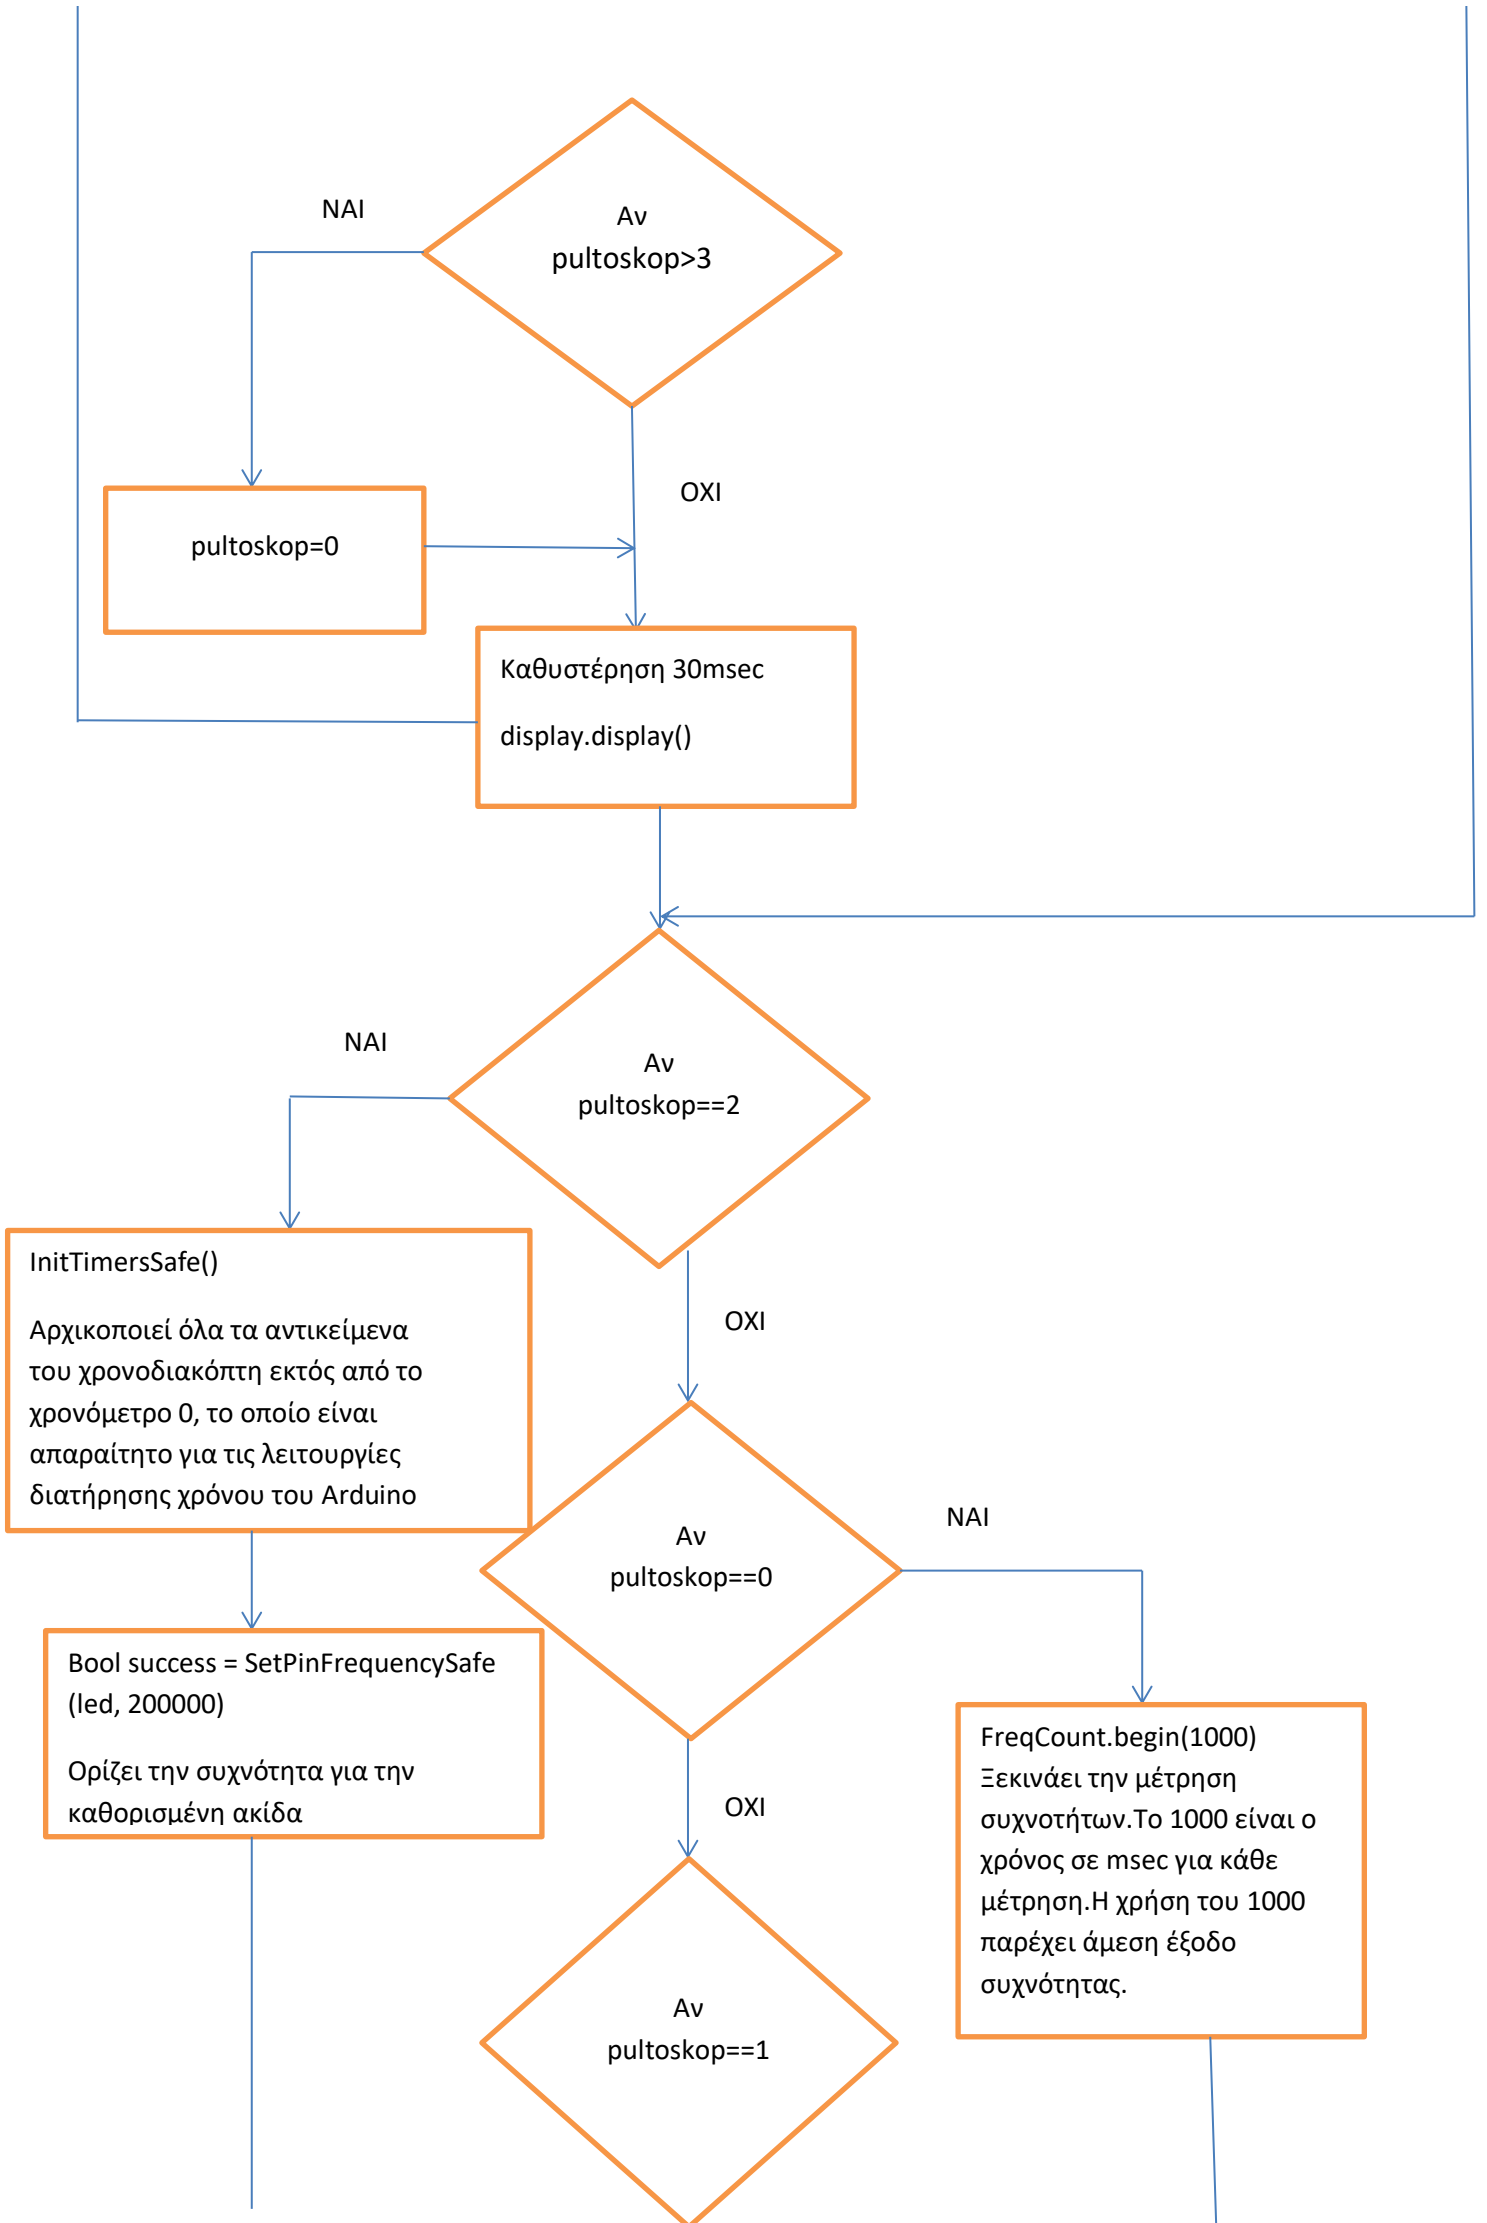 ΝΑΙ
Αν
pultoskop>3
ΟΧΙ
pultoskop=0
Καθυστέρηση 30msec
display.display()
ΝΑΙ
Αν
pultoskop==2
InitTimersSafe()
Αρχικοποιεί όλα τα αντικείμενα
του χρονοδιακόπτη εκτός από το
χρονόμετρο 0, το οποίο είναι
απαραίτητο για τις λειτουργίες
διατήρησης χρόνου του Arduino
ΟΧΙ
Αν
pultoskop==0
ΝΑΙ
Bool success = SetPinFrequencySafe
(led, 200000)
Ορίζει την συχνότητα για την
καθορισμένη ακίδα
FreqCount.begin(1000)
Ξεκινάει την μέτρηση
συχνοτήτων.Το 1000 είναι ο
χρόνος σε msec για κάθε
μέτρηση.Η χρήση του 1000
παρέχει άμεση έξοδο
συχνότητας.
ΟΧΙ
Αν
pultoskop==1